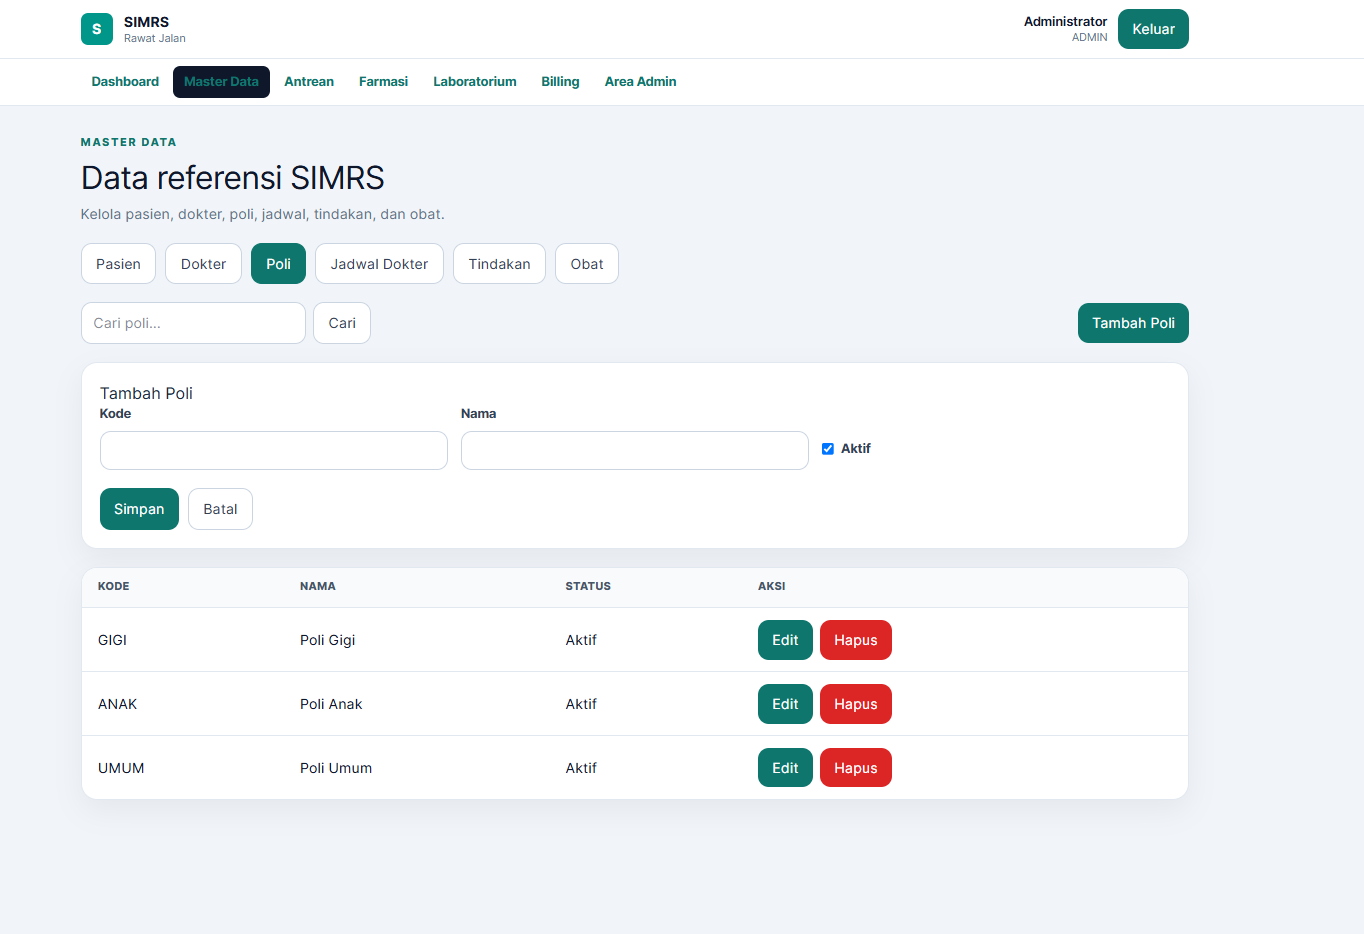 S
SIMRS
Rawat Jalan
Administrator
ADMIN
Keluar
Dashboard Master Data Antrean Farmasi Laboratorium Billing Area Admin
MASTER DATA
Data referensi SIMRS
Kelola pasien, dokter, poli, jadwal, tindakan, dan obat.
Pasien Dokter Poli Jadwal Dokter Tindakan Obat
Cari poli... Cari Tambah Poli
Tambah Poli
Kode Nama
Aktif
Simpan Batal
KODE NAMA STATUS AKSI
GIGI Poli Gigi Aktif Edit Hapus
ANAK Poli Anak Aktif Edit Hapus
UMUM Poli Umum Aktif Edit Hapus